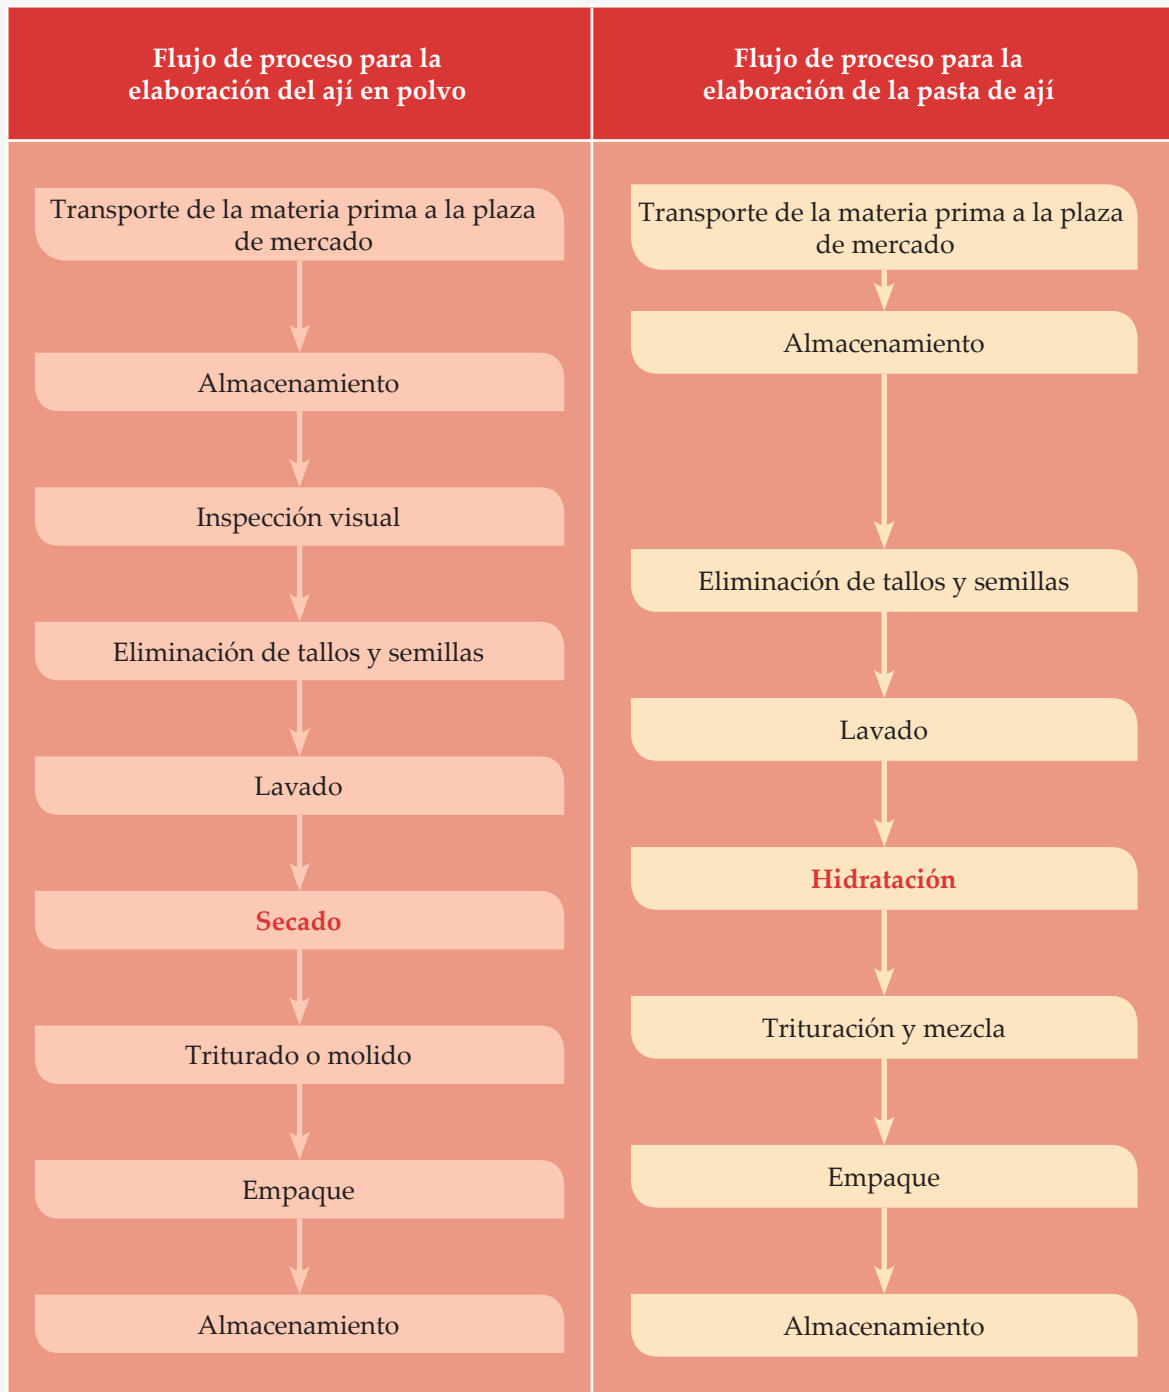 Flujo de proceso para la
elaboración del ají en polvo
Transporte de la materia prima a la plaza
de mercado
Almacenamiento
Inspección visual
Eliminación de tallos y semillas
Lavado
Secado
Triturado o molido
Empaque
Almacenamiento
Flujo de proceso para la
elaboración de la pasta de ají
Transporte de la materia prima a la plaza
de mercado
Almacenamiento
Eliminación de tallos y semillas
Lavado
Hidratación
Trituración y mezcla
Empaque
Almacenamiento